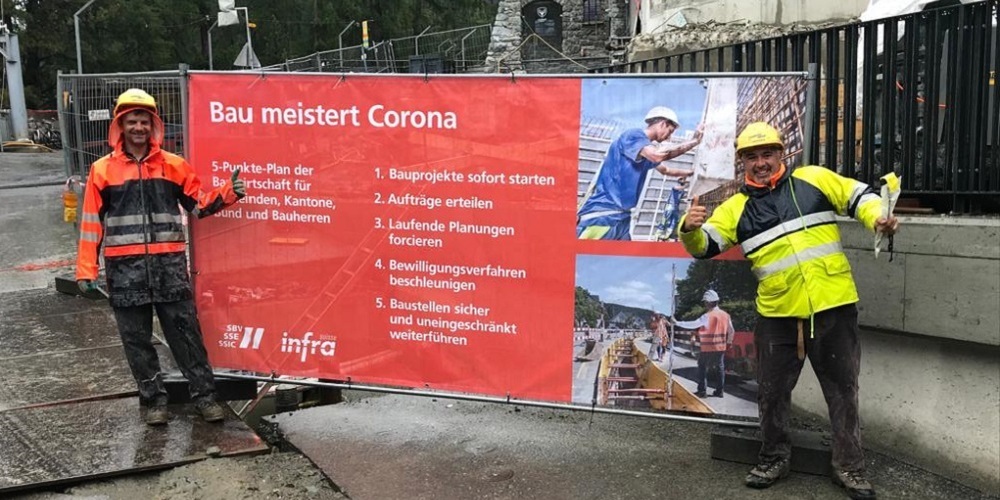 Bau meistert Corona
5-Punkte-Plan der
für
Kantone,
und Bauherren
1. Bauprojekte sofort starten
2. Aufträge erteilen
3. Laufende Planungen
forcieren
4. Bewilligungsverfahren
beschleunigen
5. Baustellen sicher
und uneingeschränkt
weiterführen
SBV
SSE
SSIC
infra
suisse